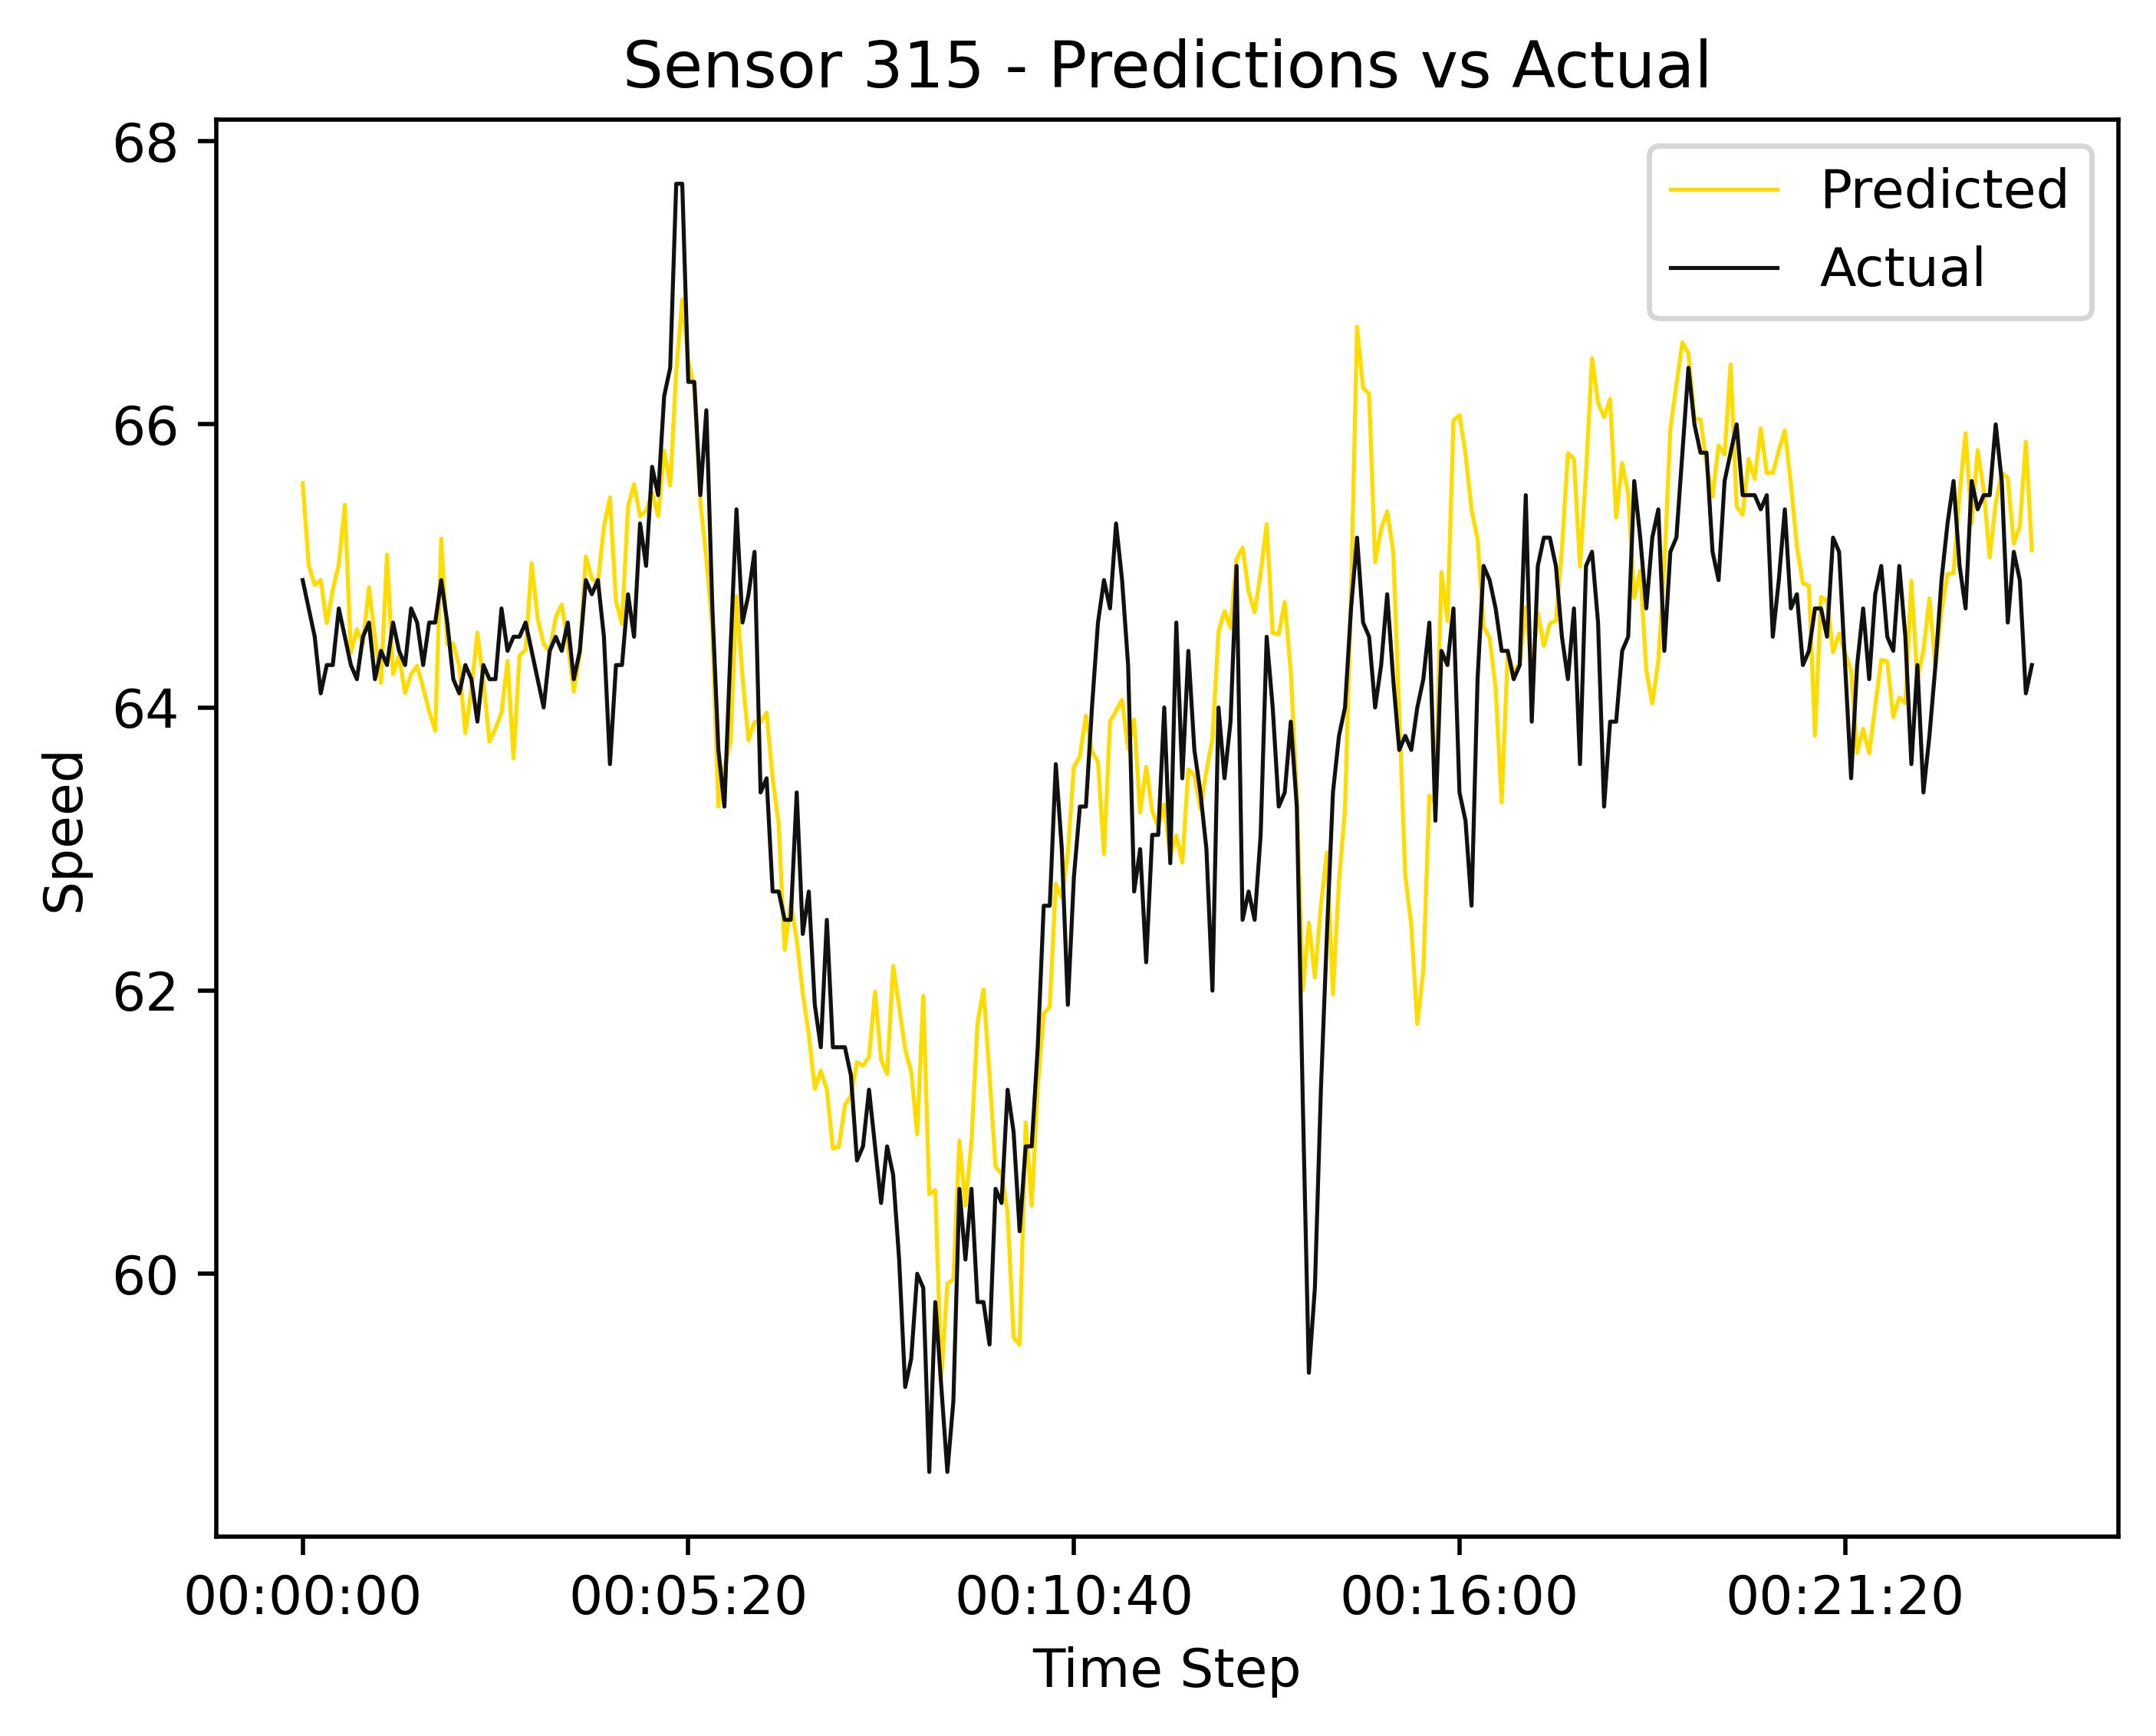 Sensor 315 - Predictions vs Actual
Predicted
Actual
68
66
64
62
60
Speed
00:00:00 00:05:20 00:10:40 00:16:00 00:21:20
Time Step